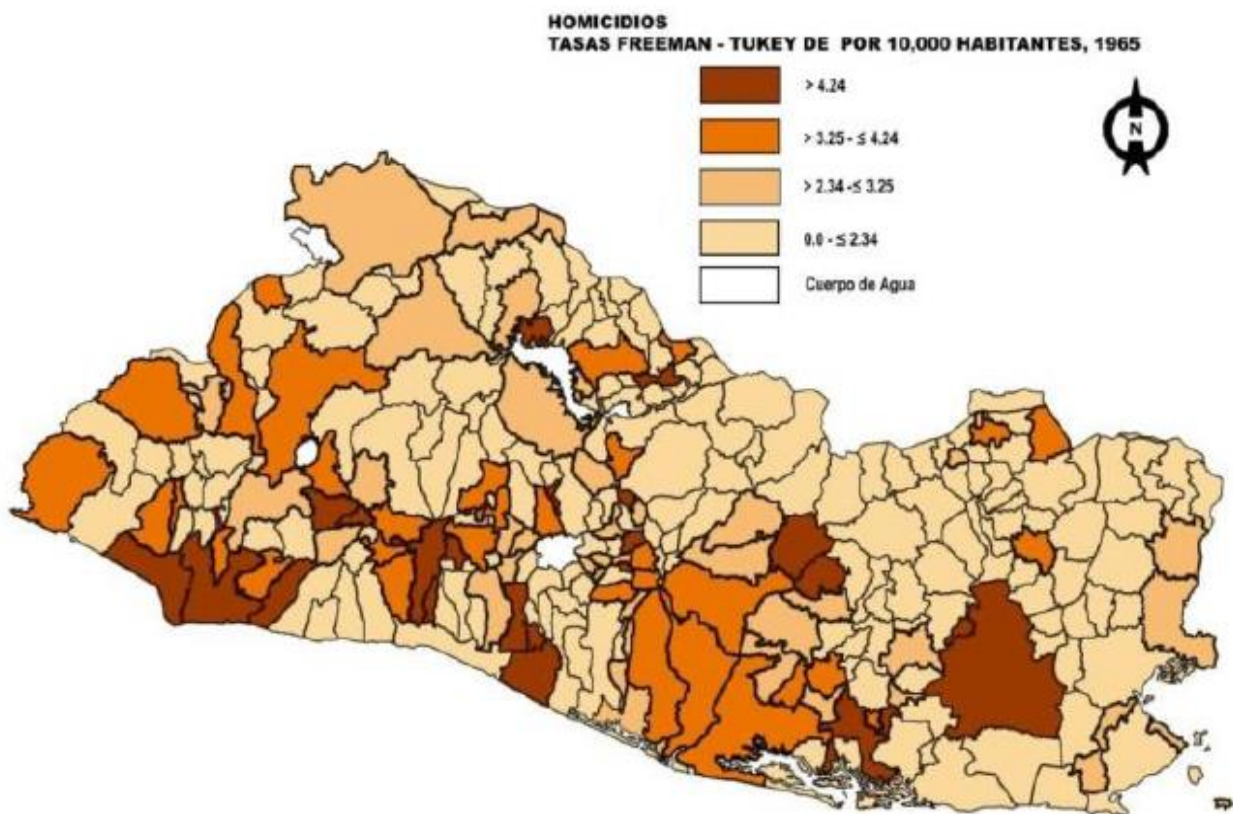 HOMICIDIOS
TASAS FREEMAN - TUKEY DE POR 10,000 HABITANTES, 1965
> 4.24
> 3.25 - ≤ 4.24
> 2.34 -≤ 3.25
0.0 - ≤ 2.34
Cuerpo de Agua
N